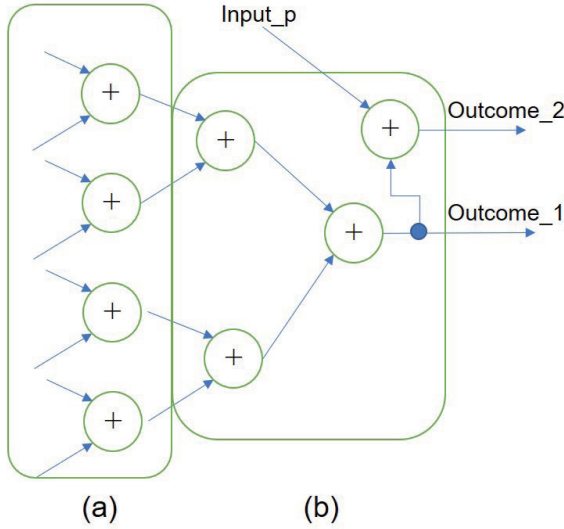 Input_p
+
+
+
Outcome_2
+
+
Outcome_1
+
+
+
+
(a)
(b)